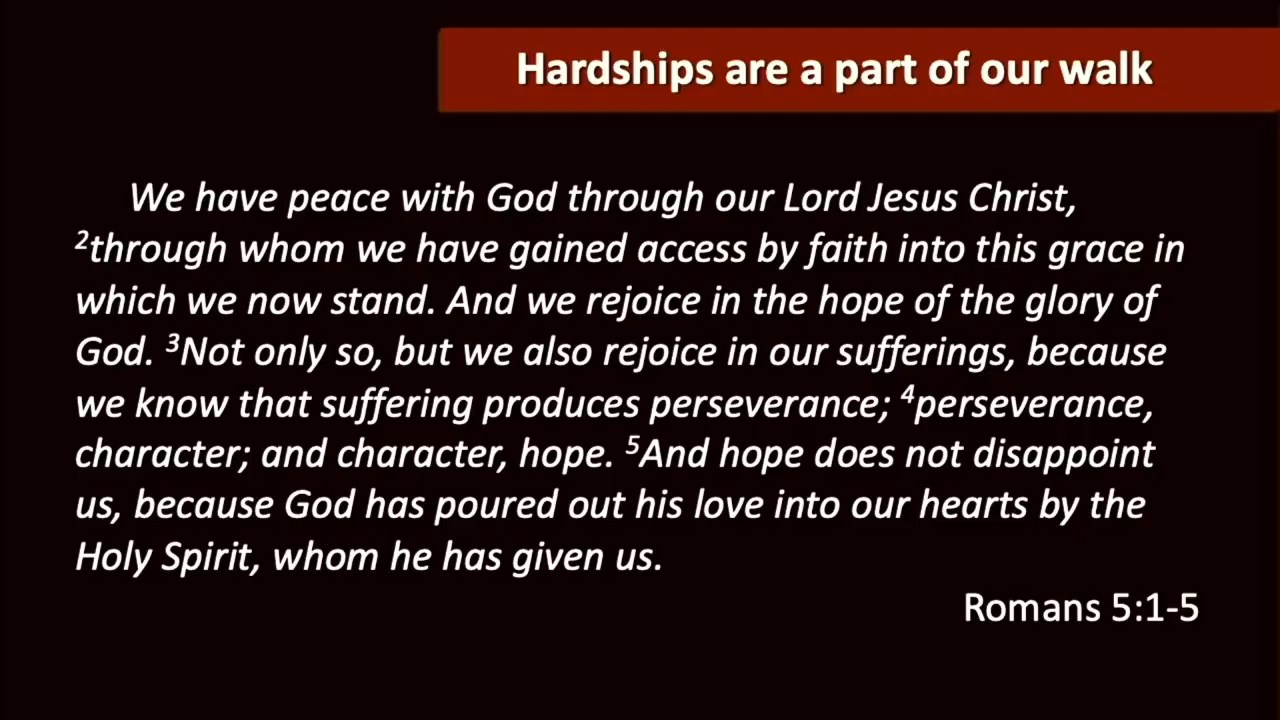 Hardships are a part of our walk
We have peace with God through our Lord Jesus Christ,
²through whom we have gained access by faith into this grace in
which we now stand. And we rejoice in the hope of the glory of
God. ³Not only so, but we also rejoice in our sufferings, because
we know that suffering produces perseverance; ⁴perseverance,
character; and character, hope. ⁵And hope does not disappoint
us, because God has poured out his love into our hearts by the
Holy Spirit, whom he has given us.
Romans 5:1-5